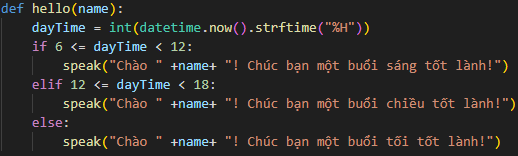 def hello(name):
    dayTime = int(datetime.now().strftime("%H"))
    if 6 <= dayTime < 12:
        speak("Chào " +name+ "! Chúc bạn một buổi sáng tốt lành!")
    elif 12 <= dayTime < 18:
        speak("Chào " +name+ "! Chúc bạn một buổi chiều tốt lành!")
    else:
        speak("Chào " +name+ "! Chúc bạn một buổi tối tốt lành!")